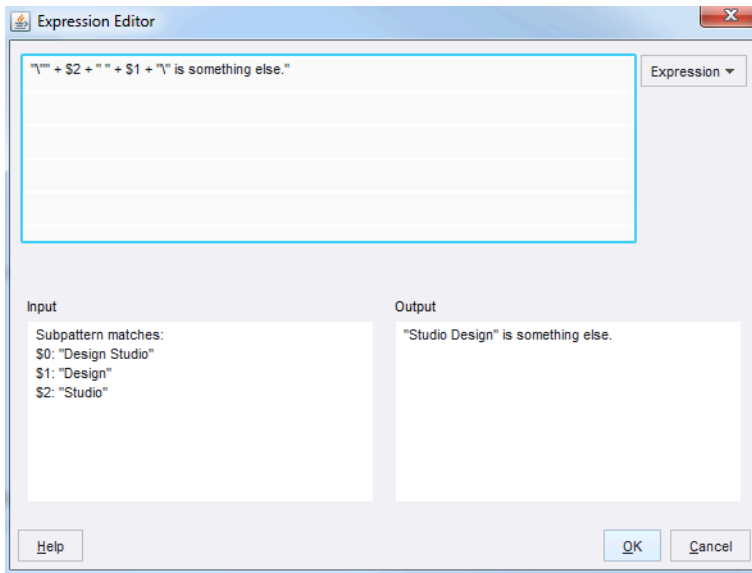 Expression Editor
"\"" + $2 + " " + $1 + "\" is something else."
Expression
Input
Output
Subpattern matches:
$0: "Design Studio"
$1: "Design"
$2: "Studio"
"Studio Design" is something else.
Help
OK
Cancel